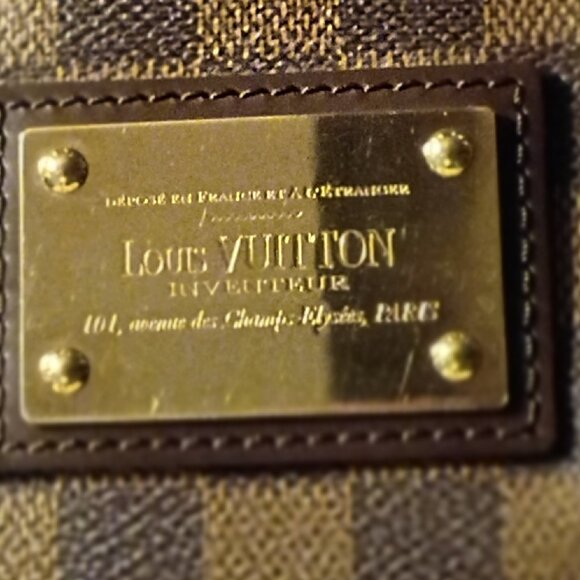 DÉPOSÉ EN FRANCE ET A L'ÉTRANGER
LOUIS VUITTON
INVENTEUR
101, avenue des Champs-Elysées, PARIS